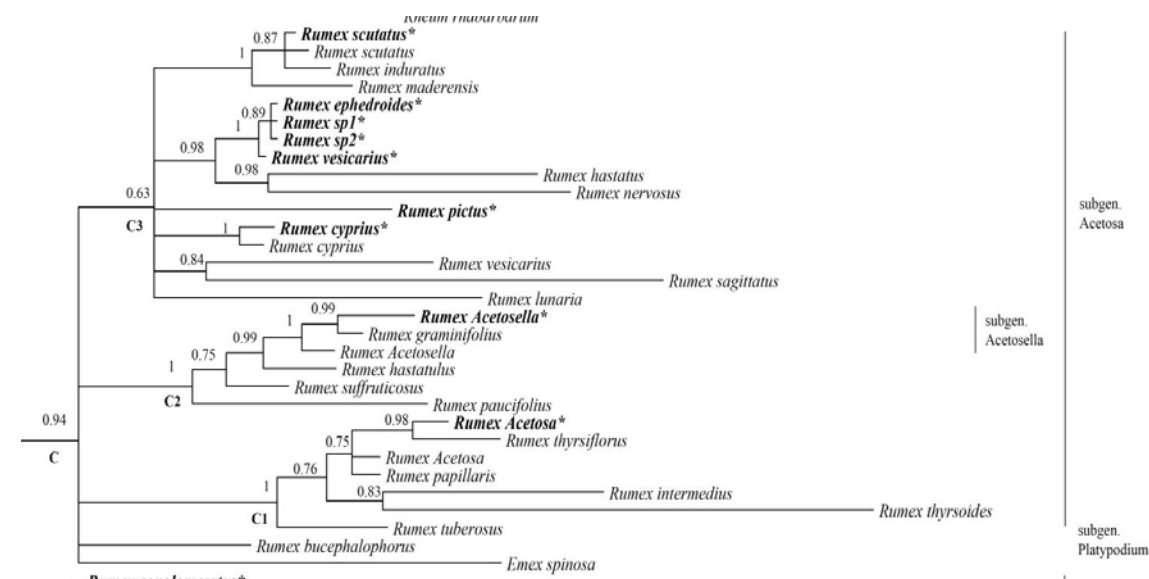 0.87
Rumex scutatus*
1
Rumex scutatus
Rumex induratus
Rumex maderensis
Rumex ephedroides*
0.89
Rumex sp1*
1
Rumex sp2*
0.98
Rumex vesicarius*
0.98
Rumex hastatus
Rumex nervosus
0.63
Rumex pictus*
subgen.
Acetosa
C3
1
Rumex cyprius*
Rumex cyprius
0.84
Rumex vesicarius
Rumex sagittatus
Rumex lunaria
0.99
Rumex Acetosella*
subgen.
Acetosella
1
Rumex graminifolius
0.99
Rumex Acetosella
0.75
Rumex hastatulus
1
Rumex suffruticosus
C2
Rumex paucifolius
0.94
0.98
Rumex Acetosa*
Rumex thyrsiflorus
0.75
C
Rumex Acetosa
0.76
Rumex papillaris
1
0.83
Rumex intermedius
Rumex thyrsoides
C1
Rumex tuberosus
subgen.
Platypodium
Rumex bucephalophorus
Emex spinosa